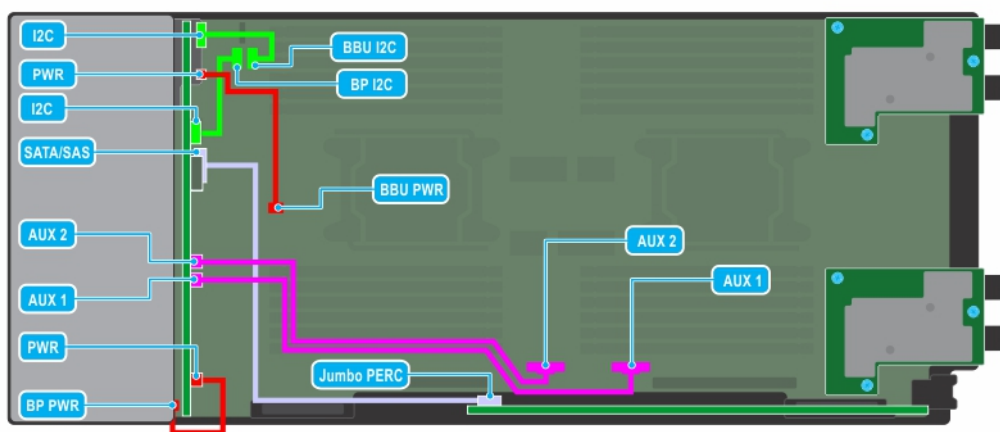 I2C
BBU I2C
PWR
BP I2C
I2C
SATA/SAS
BBU PWR
AUX 2
AUX 2
AUX 1
AUX 1
PWR
Jumbo PERC
BP PWR